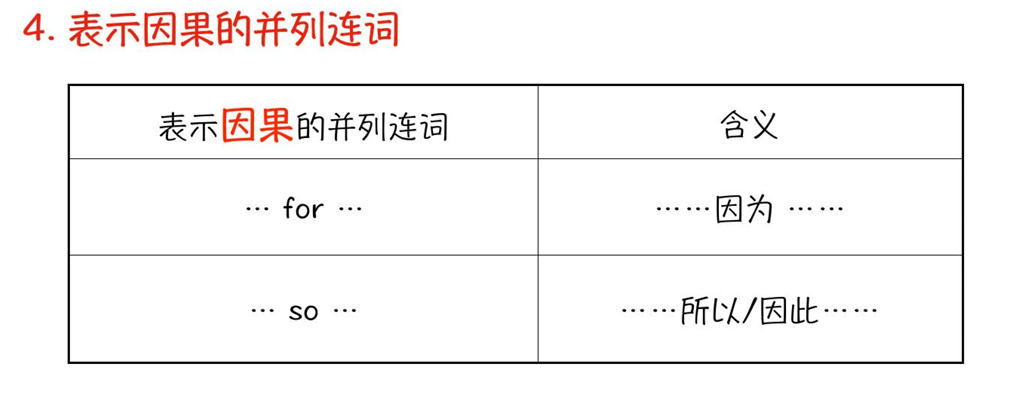 4. 表示因果的并列连词
表示因果的并列连词 含义
… for … ……因为 ……
… so … ……所以/因此……